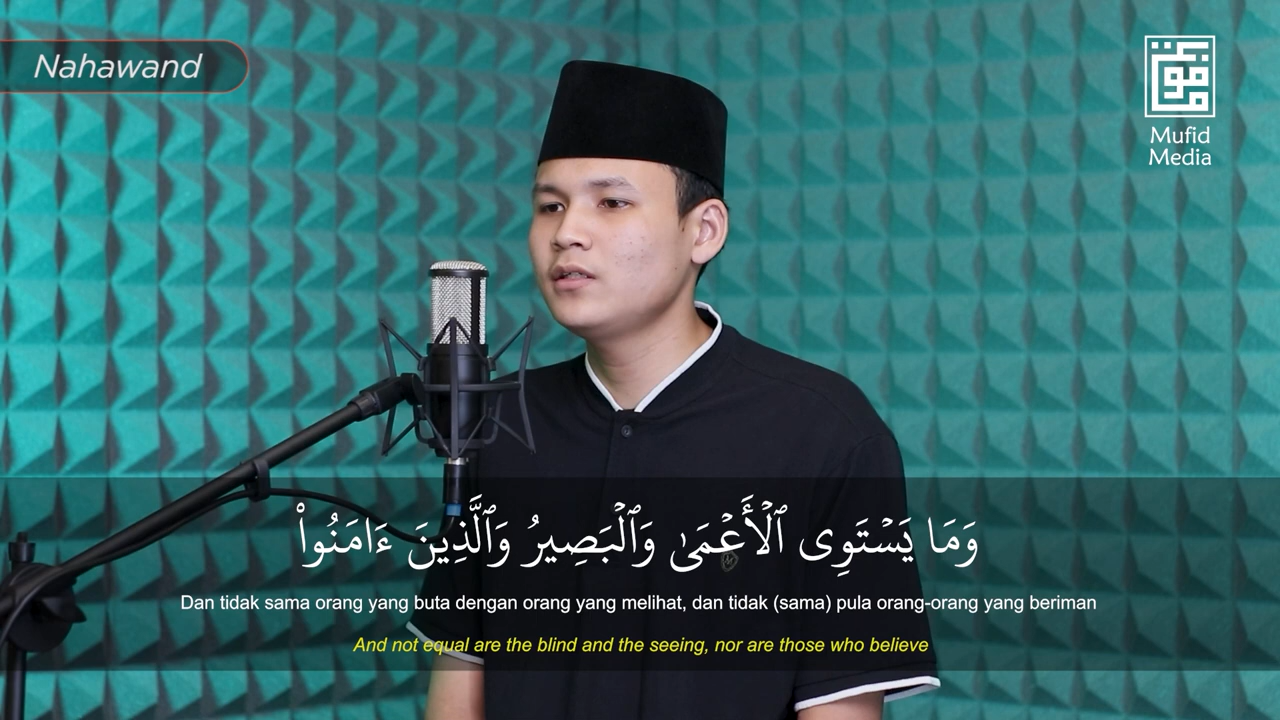 Nahawand
Mufid
Media
وَمَا يَسْتَوِى ٱلْأَعْمَىٰ وَٱلْبَصِيرُ وَٱلَّذِينَ ءَامَنُوا۟
Dan tidak sama orang yang buta dengan orang yang melihat, dan tidak (sama) pula orang-orang yang beriman
And not equal are the blind and the seeing, nor are those who believe